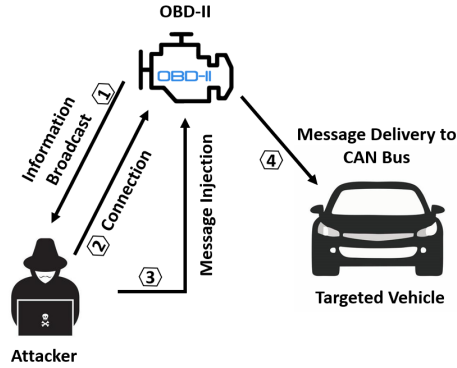 OBD-II
OBD-II
1
Information
Broadcast
2
Connection
3
Message Injection
4
Message Delivery to
CAN Bus
Targeted Vehicle
Attacker